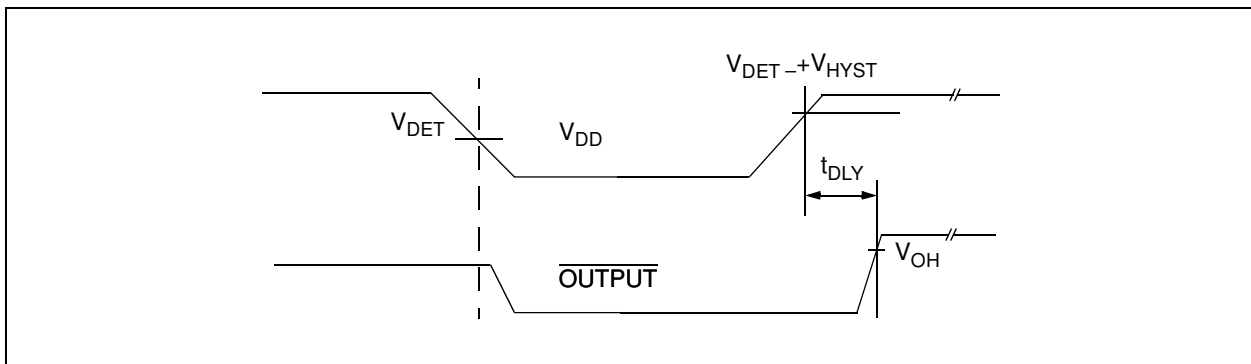 V_DET –+V_HYST
V_DET
V_DD
t_DLY
V_OH
OUTPUT